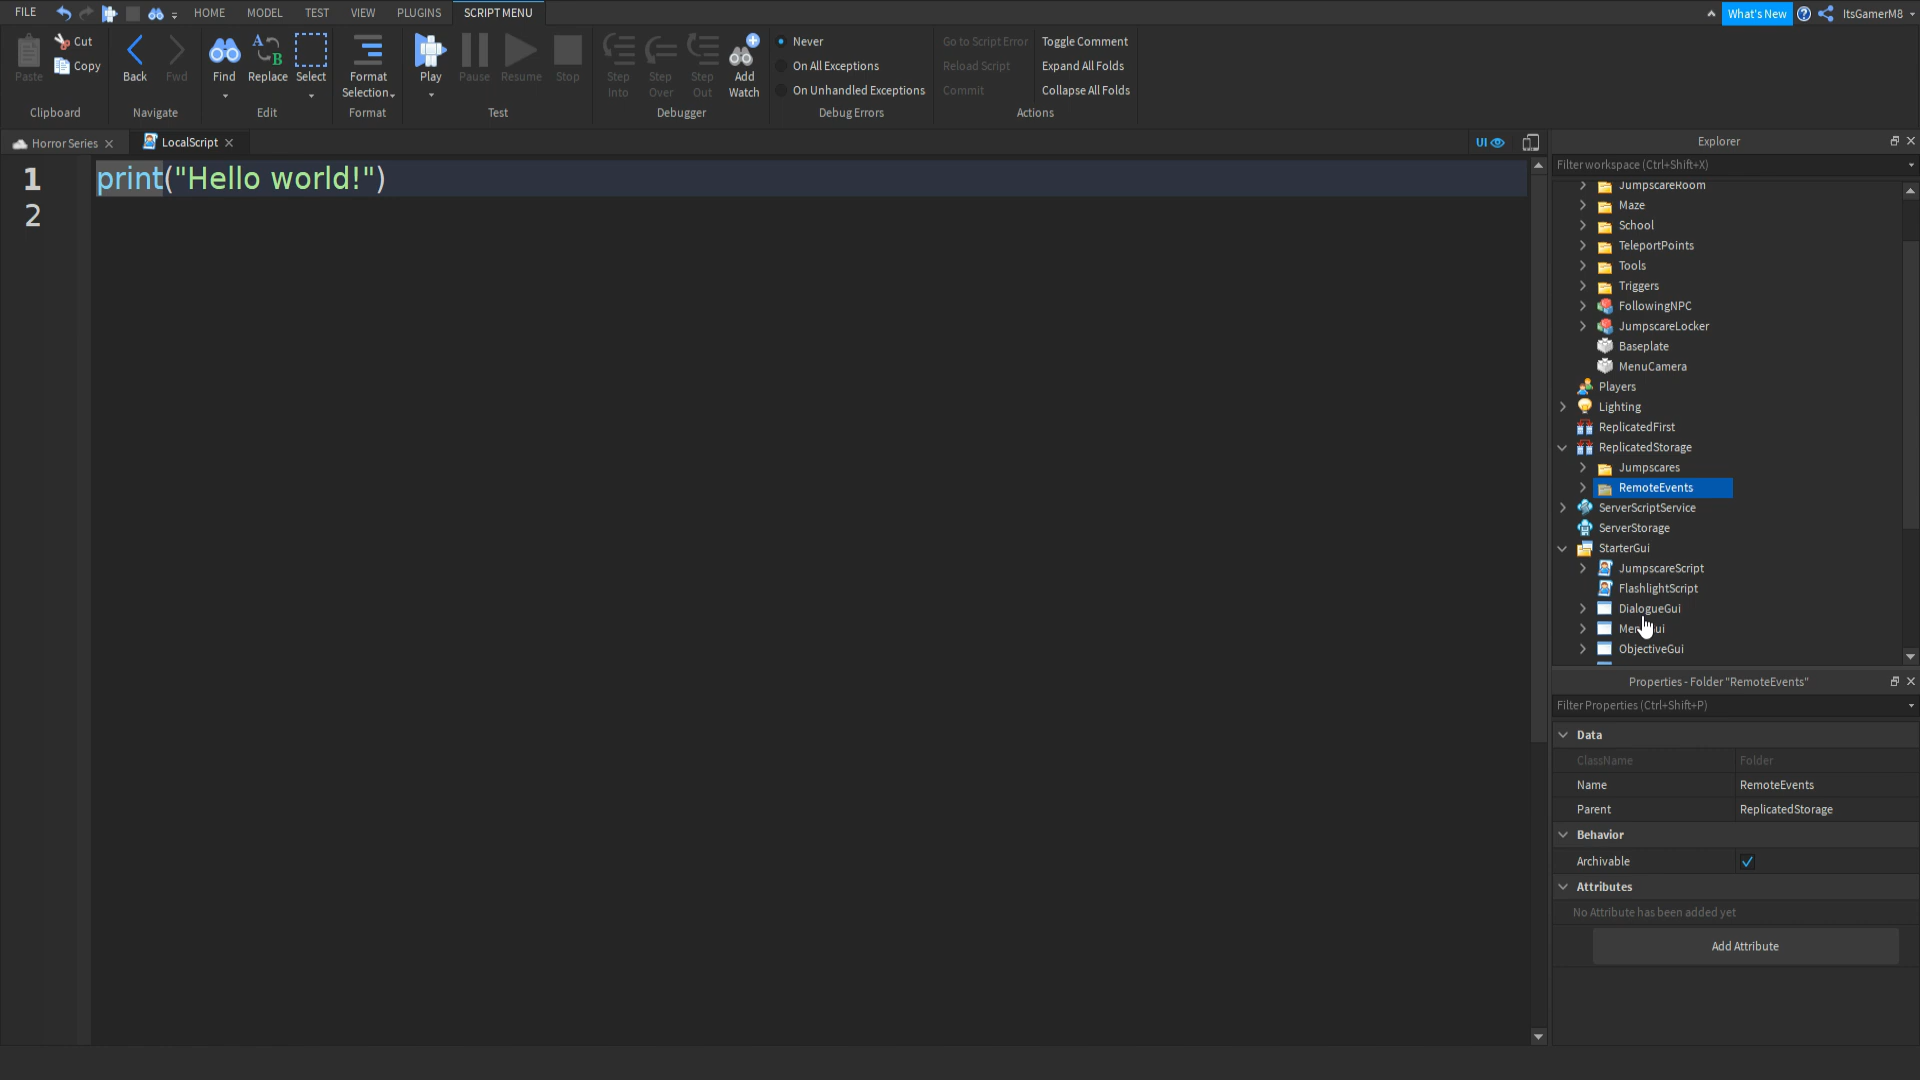 FILE HOME MODEL TEST VIEW PLUGINS SCRIPT MENU What's New ItsGamerM8
Paste Cut Copy
Clipboard
Back Fwd
Navigate
Find Replace Select
Edit
Format Selection
Format
Play Pause Resume Stop
Test
Step Into Step Over Step Out Add Watch
Debugger
Never
On All Exceptions
On Unhandled Exceptions
Debug Errors
Go to Script Error Toggle Comment
Reload Script Expand All Folds
Commit Collapse All Folds
Actions
Horror Series LocalScript UI
1 print("Hello world!")
2
Explorer
Filter workspace (Ctrl+Shift+X)
JumpscareRoom
Maze
School
TeleportPoints
Tools
Triggers
FollowingNPC
JumpscareLocker
Baseplate
MenuCamera
Players
Lighting
ReplicatedFirst
ReplicatedStorage
Jumpscares
RemoteEvents
ServerScriptService
ServerStorage
StarterGui
JumpscareScript
FlashlightScript
DialogueGui
ObjectiveGui
Properties - Folder "RemoteEvents"
Filter Properties (Ctrl+Shift+P)
Data
ClassName Folder
Name RemoteEvents
Parent ReplicatedStorage
Behavior
Archivable
Attributes
No Attribute has been added yet
Add Attribute